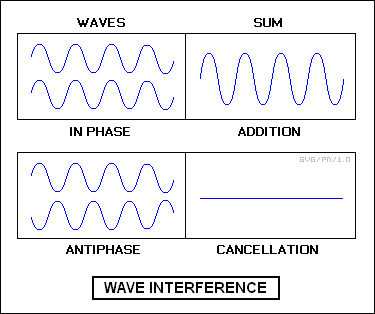 WAVES SUM
IN PHASE ADDITION
GVG/PD/1.0
ANTIPHASE CANCELLATION
WAVE INTERFERENCE